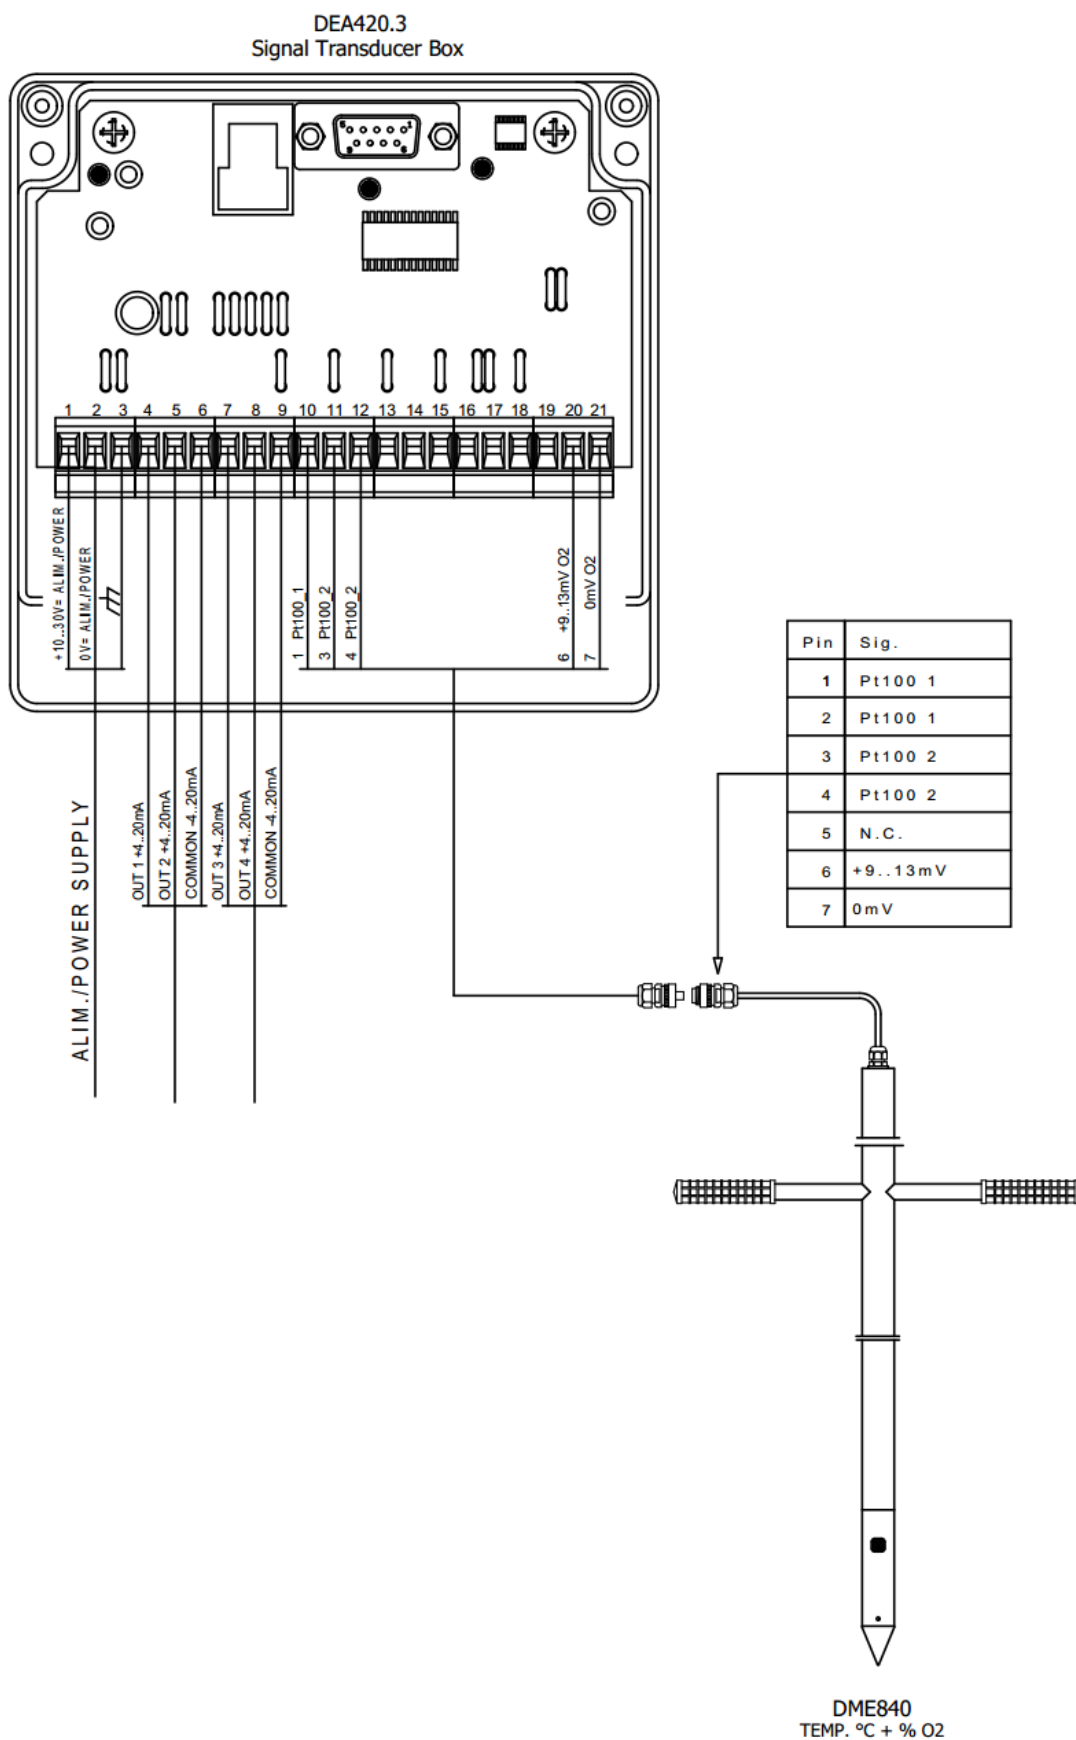 DEA420.3
Signal Transducer Box
5 1
9 6
1 2 3 4 5 6 7 8 9 10 11 12 13 14 15 16 17 18 19 20 21
+10..30V= ALIM./POWER
0V= ALIM./POWER
1 Pt100_1
3 Pt100_2
4 Pt100_2
6 +9..13mV O2
7 0mV O2
ALIM./POWER SUPPLY
OUT 1 +4..20mA
OUT 2 +4..20mA
COMMON -4..20mA
OUT 3 +4..20mA
OUT 4 +4..20mA
COMMON -4..20mA
Pin Sig.
1 Pt100 1
2 Pt100 1
3 Pt100 2
4 Pt100 2
5 N.C.
6 +9..13mV
7 0mV
DME840
TEMP. °C + % O2